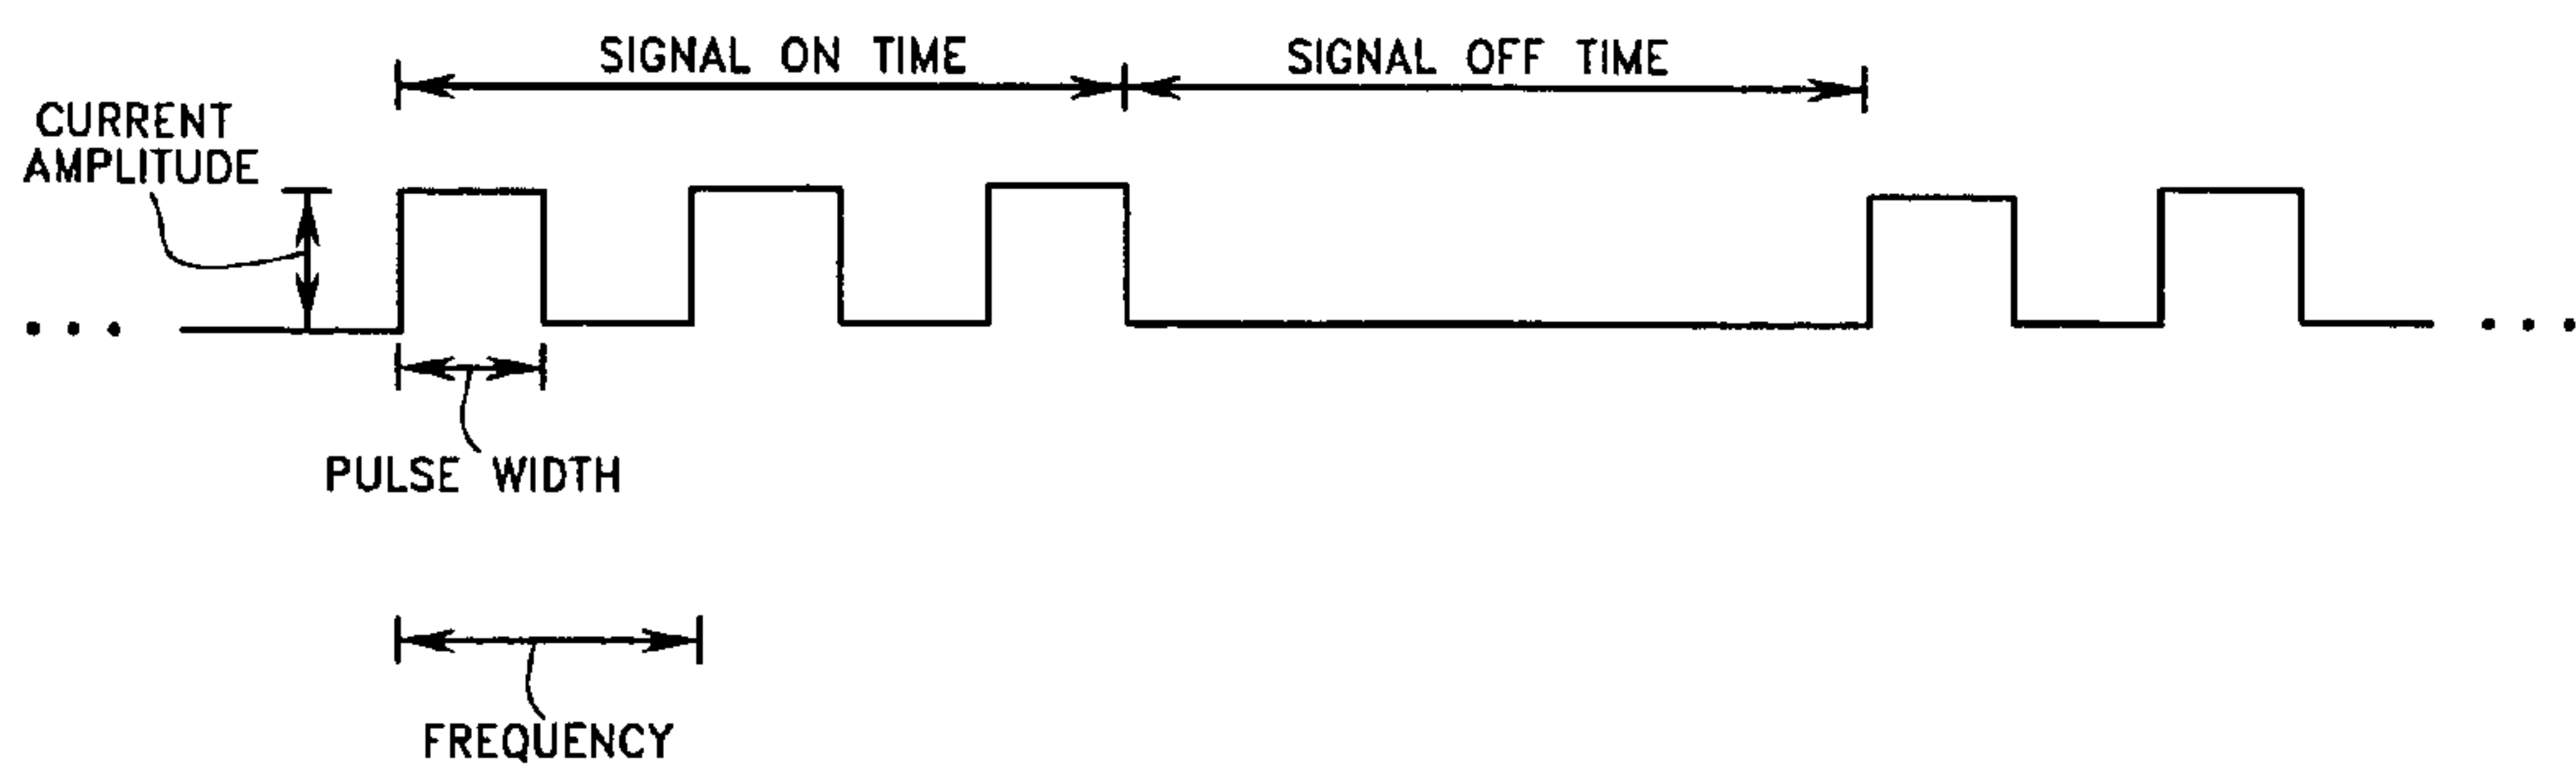 SIGNAL ON TIME
SIGNAL OFF TIME
CURRENT
AMPLITUDE
PULSE WIDTH
FREQUENCY